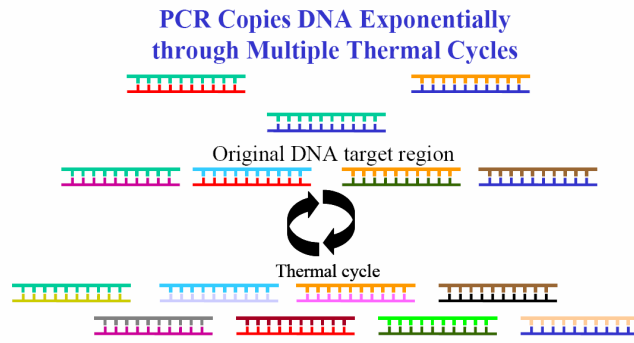 PCR Copies DNA Exponentially
through Multiple Thermal Cycles
Original DNA target region
Thermal cycle